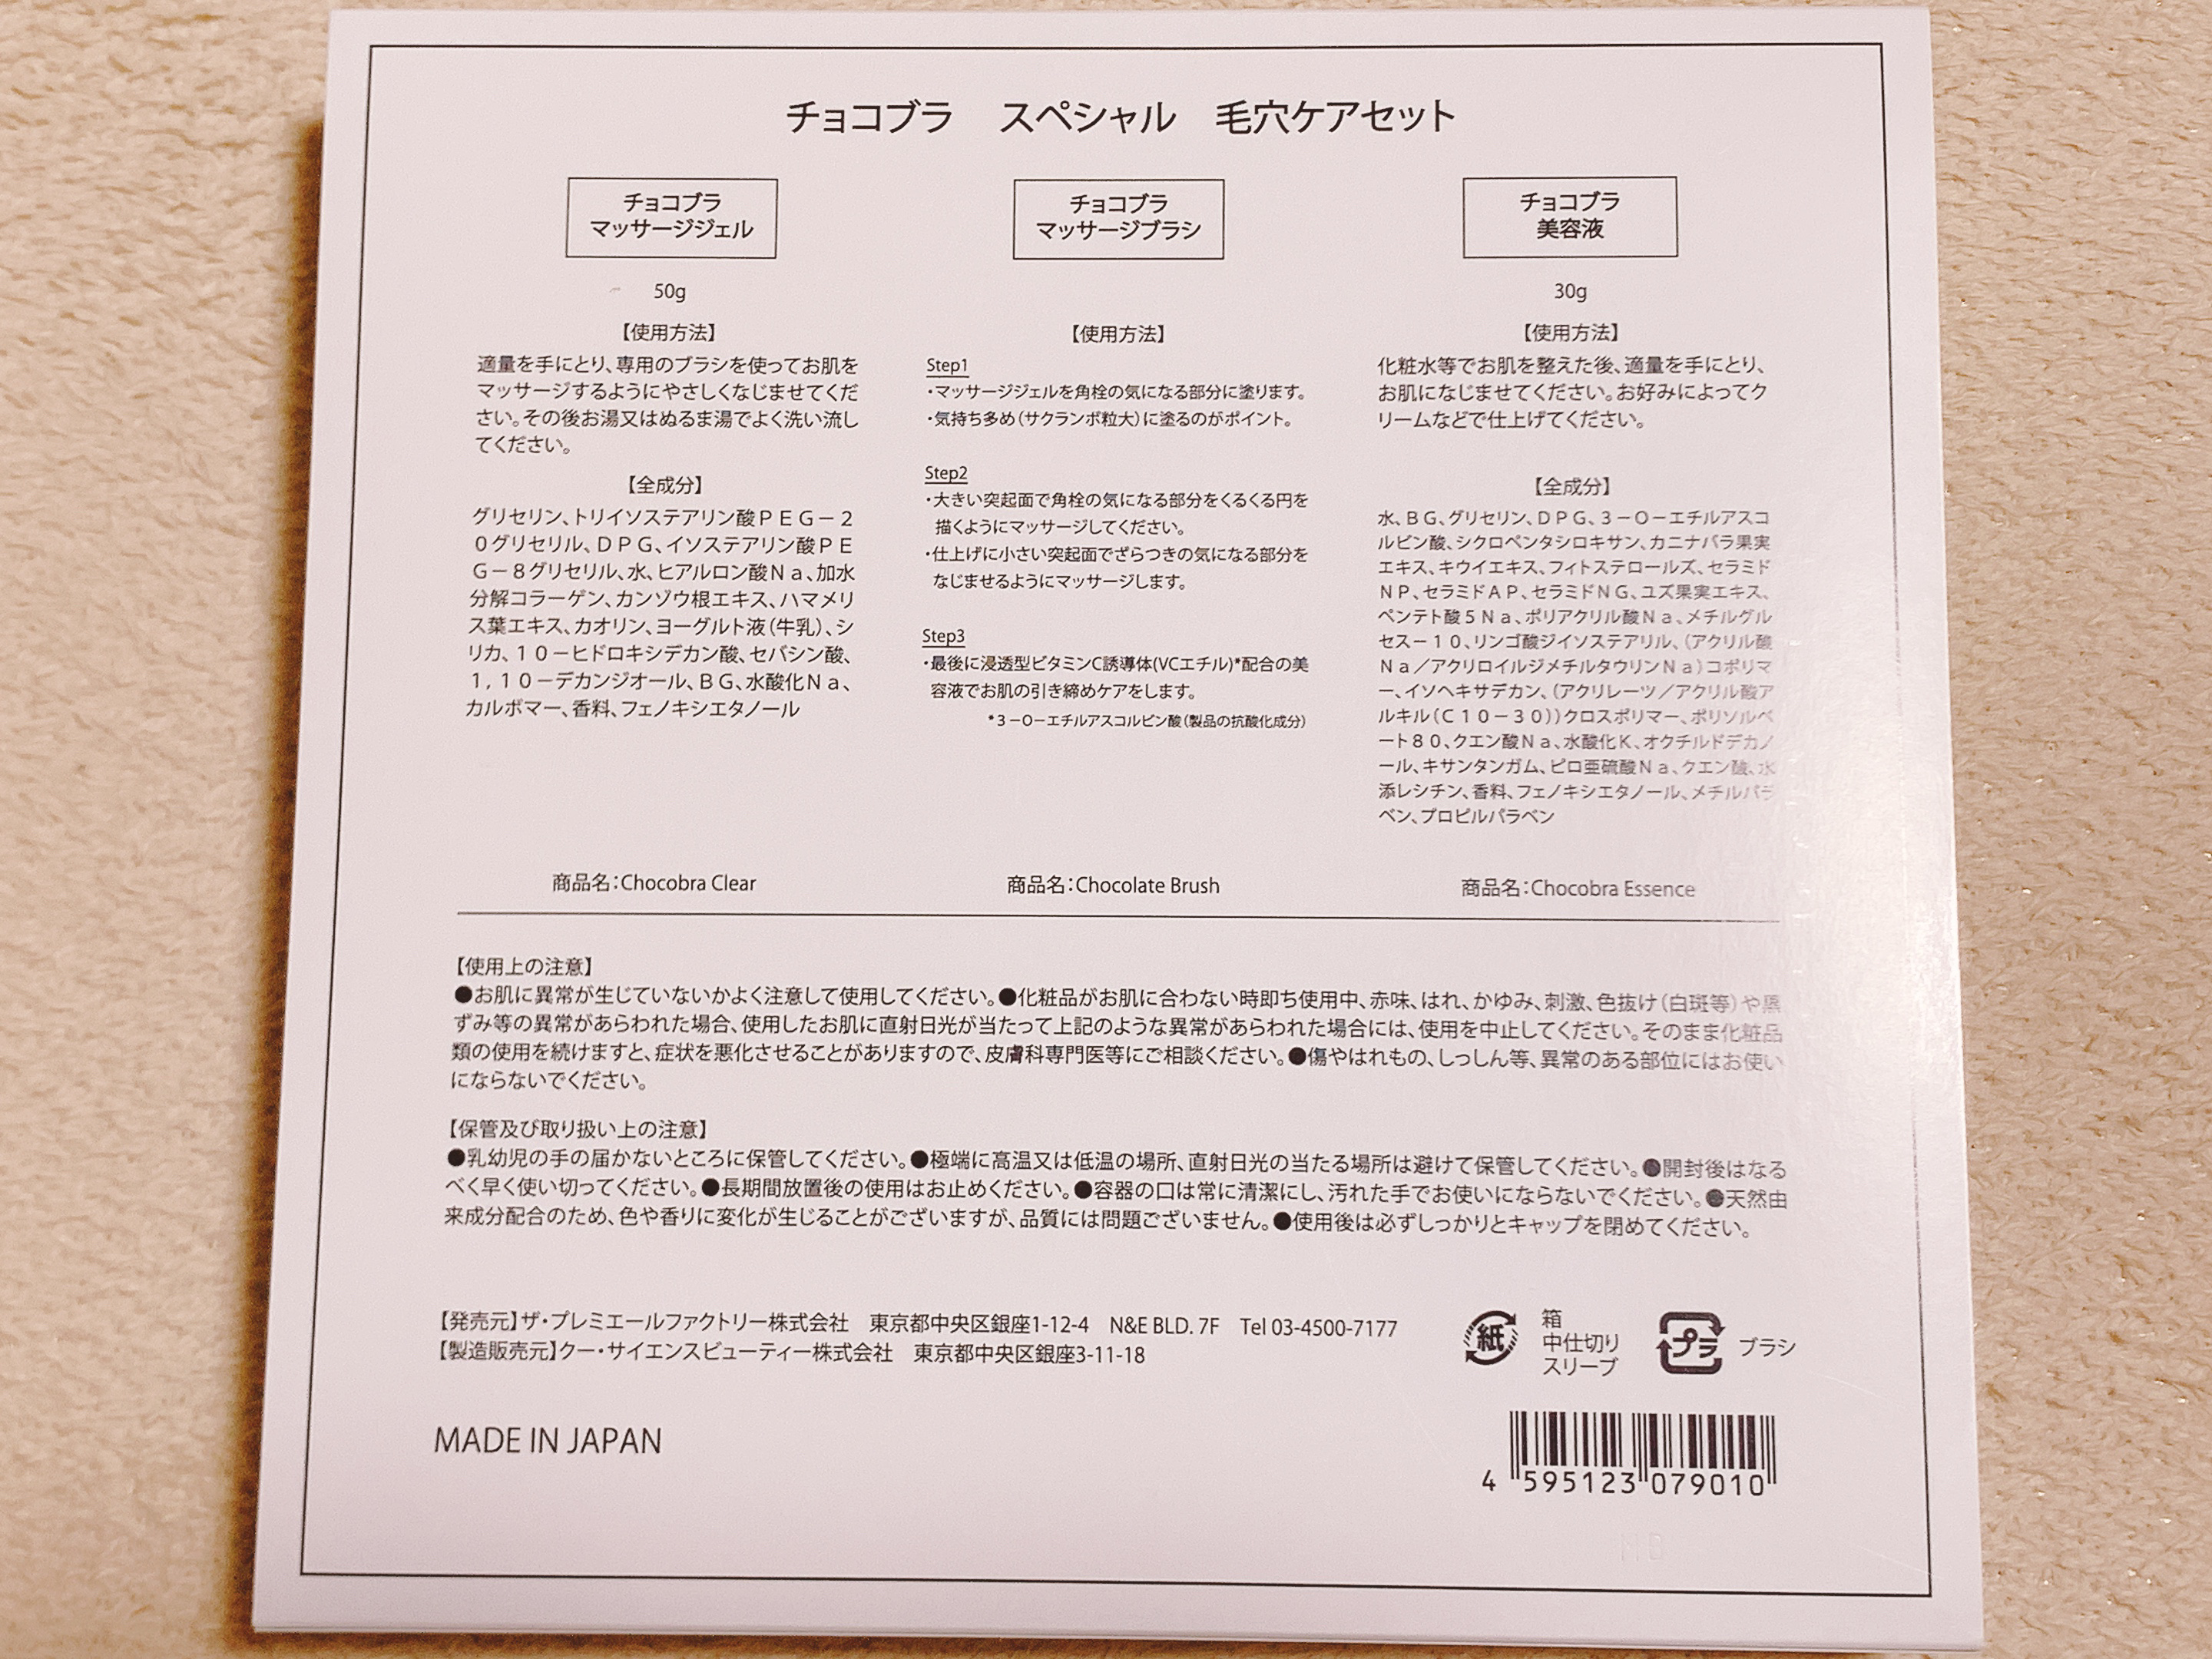 チョコブラ　スペシャル　毛穴ケアセット
チョコブラ
マッサージジェル
50g
【使用方法】
適量を手にとり、専用のブラシを使ってお肌を
マッサージするようにやさしくなじませてくだ
さい。その後お湯又はぬるま湯でよく洗い流し
てください。
【全成分】
グリセリン、トリイソステアリン酸ＰＥＧ－２
０グリセリル、ＤＰＧ、イソステアリン酸ＰＥ
Ｇ－８グリセリル、水、ヒアルロン酸Ｎａ、加水
分解コラーゲン、カンゾウ根エキス、ハマメリ
ス葉エキス、カオリン、ヨーグルト液（牛乳）、シ
リカ、１０－ヒドロキシデカン酸、セバシン酸、
１，１０－デカンジオール、ＢＧ、水酸化Ｎａ、
カルボマー、香料、フェノキシエタノール
商品名：Chocobra Clear
チョコブラ
マッサージブラシ
【使用方法】
Step1
・マッサージジェルを角栓の気になる部分に塗ります。
・気持ち多め（サクランボ粒大）に塗るのがポイント。
Step2
・大きい突起面で角栓の気になる部分をくるくる円を
描くようにマッサージしてください。
・仕上げに小さい突起面でざらつきの気になる部分を
なじませるようにマッサージします。
Step3
・最後に浸透型ビタミンC誘導体(VCエチル)*配合の美
容液でお肌の引き締めケアをします。
*３－Ｏ－エチルアスコルビン酸（製品の抗酸化成分）
商品名：Chocolate Brush
チョコブラ
美容液
30g
【使用方法】
化粧水等でお肌を整えた後、適量を手にとり、
お肌になじませてください。お好みによってク
リームなどで仕上げてください。
【全成分】
水、ＢＧ、グリセリン、ＤＰＧ、３－Ｏ－エチルアスコ
ルビン酸、シクロペンタシロキサン、カニナバラ果実
エキス、キウイエキス、フィトステロールズ、セラミド
ＮＰ、セラミドＡＰ、セラミドＮＧ、ユズ果実エキス、
ペンテト酸５Ｎａ、ポリアクリル酸Ｎａ、メチルグル
セス－１０、リンゴ酸ジイソステアリル、（アクリル酸
Ｎａ／アクリロイルジメチルタウリンＮａ）コポリマ
ー、イソヘキサデカン、（アクリレーツ／アクリル酸ア
ルキル（Ｃ１０－３０））クロスポリマー、ポリソルベ
ート８０、クエン酸Ｎａ、水酸化Ｋ、オクチルドデカノ
ール、キサンタンガム、ピロ亜硫酸Ｎａ、クエン酸、水
添レシチン、香料、フェノキシエタノール、メチルパラ
ベン、プロピルパラベン
商品名：Chocobra Essence
【使用上の注意】
●お肌に異常が生じていないかよく注意して使用してください。●化粧品がお肌に合わない時即ち使用中、赤味、はれ、かゆみ、刺激、色抜け（白斑等）や黒
ずみ等の異常があらわれた場合、使用したお肌に直射日光が当たって上記のような異常があらわれた場合には、使用を中止してください。そのまま化粧品
類の使用を続けますと、症状を悪化させることがありますので、皮膚科専門医等にご相談ください。●傷やはれもの、しっしん等、異常のある部位にはお使い
にならないでください。
【保管及び取り扱い上の注意】
●乳幼児の手の届かないところに保管してください。●極端に高温又は低温の場所、直射日光の当たる場所は避けて保管してください。●開封後はなる
べく早く使い切ってください。●長期間放置後の使用はお止めください。●容器の口は常に清潔にし、汚れた手でお使いにならないでください。●天然由
来成分配合のため、色や香りに変化が生じることがございますが、品質には問題ございません。●使用後は必ずしっかりとキャップを閉めてください。
【発売元】ザ・プレミエールファクトリー株式会社　東京都中央区銀座1-12-4　N&E BLD. 7F　Tel 03-4500-7177
【製造販売元】クー・サイエンスビューティー株式会社　東京都中央区銀座3-11-18
紙
箱
中仕切り
スリーブ
プラ
ブラシ
MADE IN JAPAN
4 595123 079010